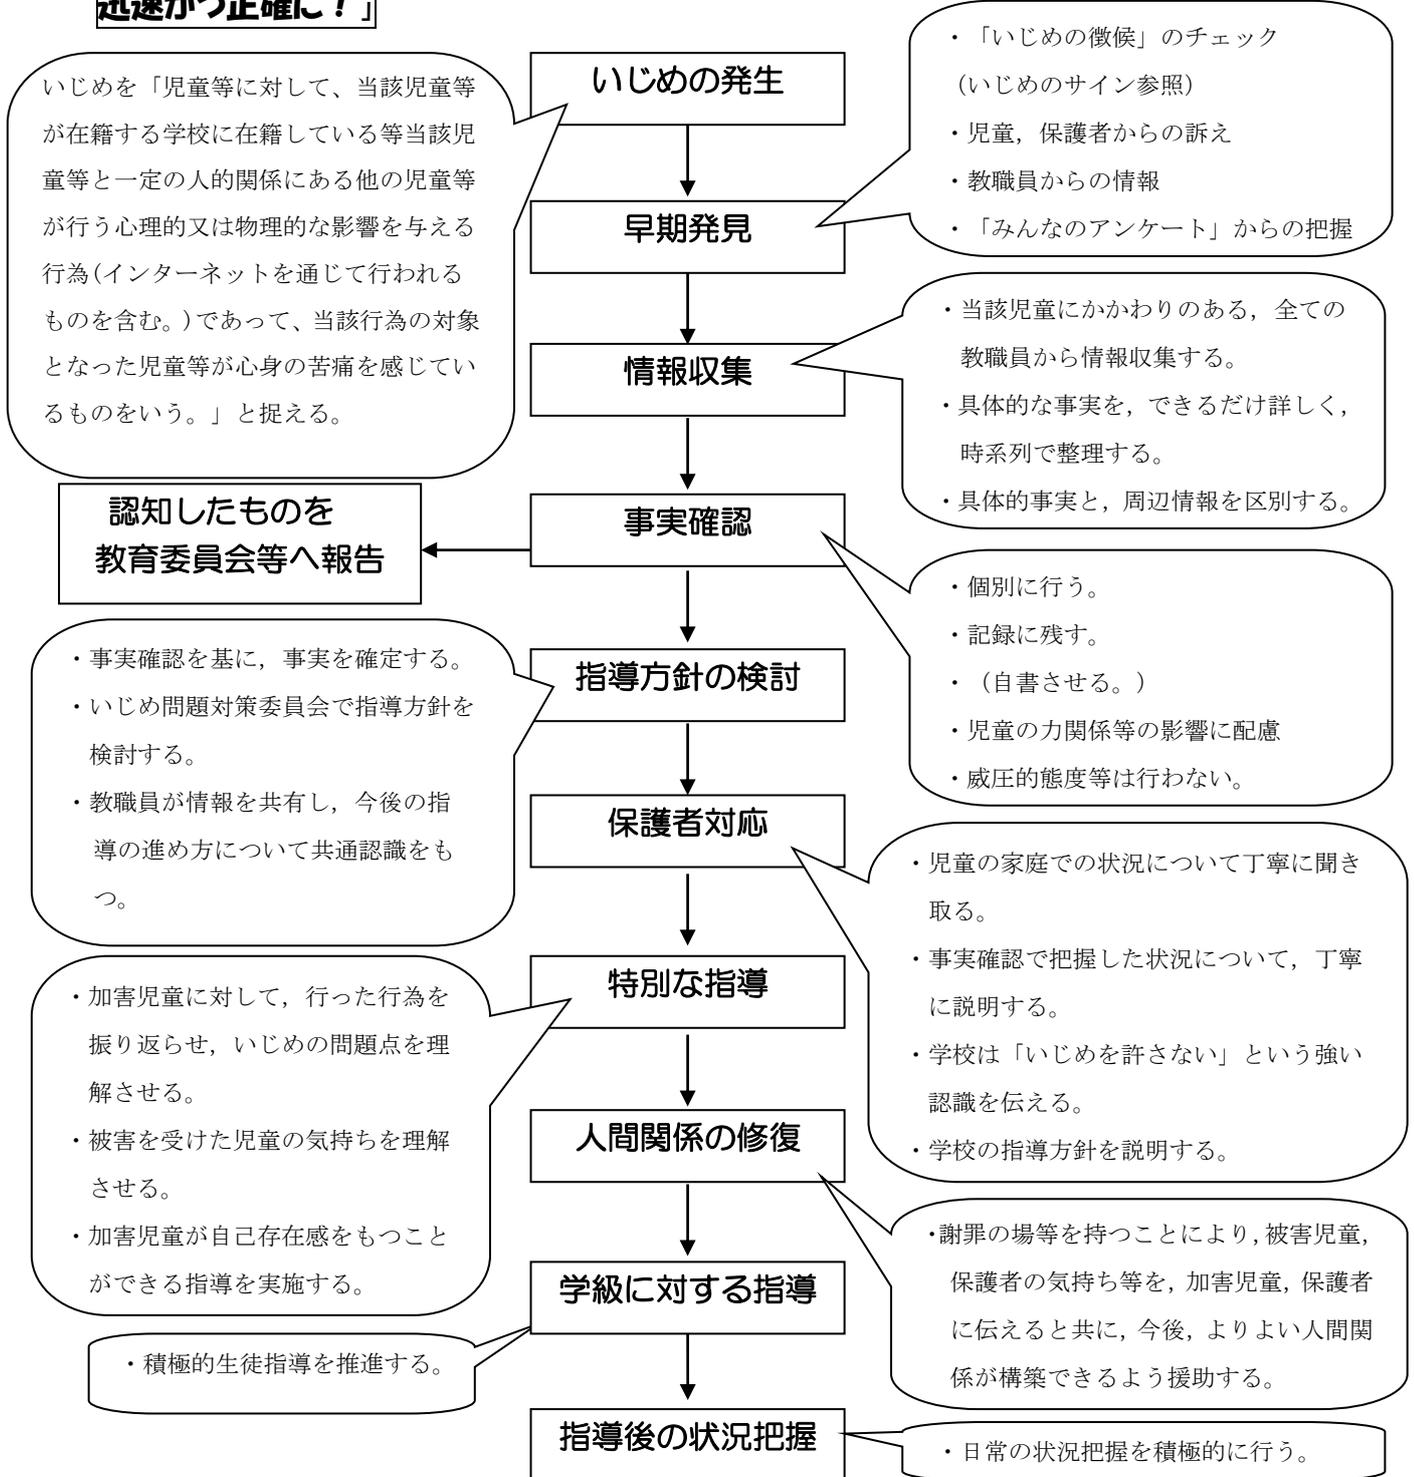 迅速かつ正確に！」
いじめの発生
いじめを「児童等に対して、当該児童等
が在籍する学校に在籍している等当該児
童等と一定の人的関係にある他の児童等
が行う心理的又は物理的な影響を与える
行為(インターネットを通じて行われる
ものを含む。)であって、当該行為の対象
となった児童等が心身の苦痛を感じてい
るものをいう。」と捉える。
早期発見
・「いじめの徴候」のチェック
(いじめのサイン参照)
・児童，保護者からの訴え
・教職員からの情報
・「みんなのアンケート」からの把握
情報収集
・当該児童にかかわりのある，全ての
教職員から情報収集する。
・具体的な事実を，できるだけ詳しく，
時系列で整理する。
・具体的事実と，周辺情報を区別する。
事実確認
認知したものを
教育委員会等へ報告
・個別に行う。
・記録に残す。
・（自書させる。）
・児童の力関係等の影響に配慮
・威圧的態度等は行わない。
指導方針の検討
・事実確認を基に，事実を確定する。
・いじめ問題対策委員会で指導方針を
検討する。
・教職員が情報を共有し，今後の指
導の進め方について共通認識をも
つ。
保護者対応
・児童の家庭での状況について丁寧に聞き
取る。
・事実確認で把握した状況について，丁寧
に説明する。
・学校は「いじめを許さない」という強い
認識を伝える。
・学校の指導方針を説明する。
特別な指導
・加害児童に対して，行った行為を
振り返らせ，いじめの問題点を理
解させる。
・被害を受けた児童の気持ちを理解
させる。
・加害児童が自己存在感をもつこと
ができる指導を実施する。
人間関係の修復
・謝罪の場等を持つことにより,被害児童，
保護者の気持ち等を，加害児童，保護者
に伝えると共に，今後，よりよい人間関
係が構築できるよう援助する。
学級に対する指導
・積極的生徒指導を推進する。
指導後の状況把握
・日常の状況把握を積極的に行う。